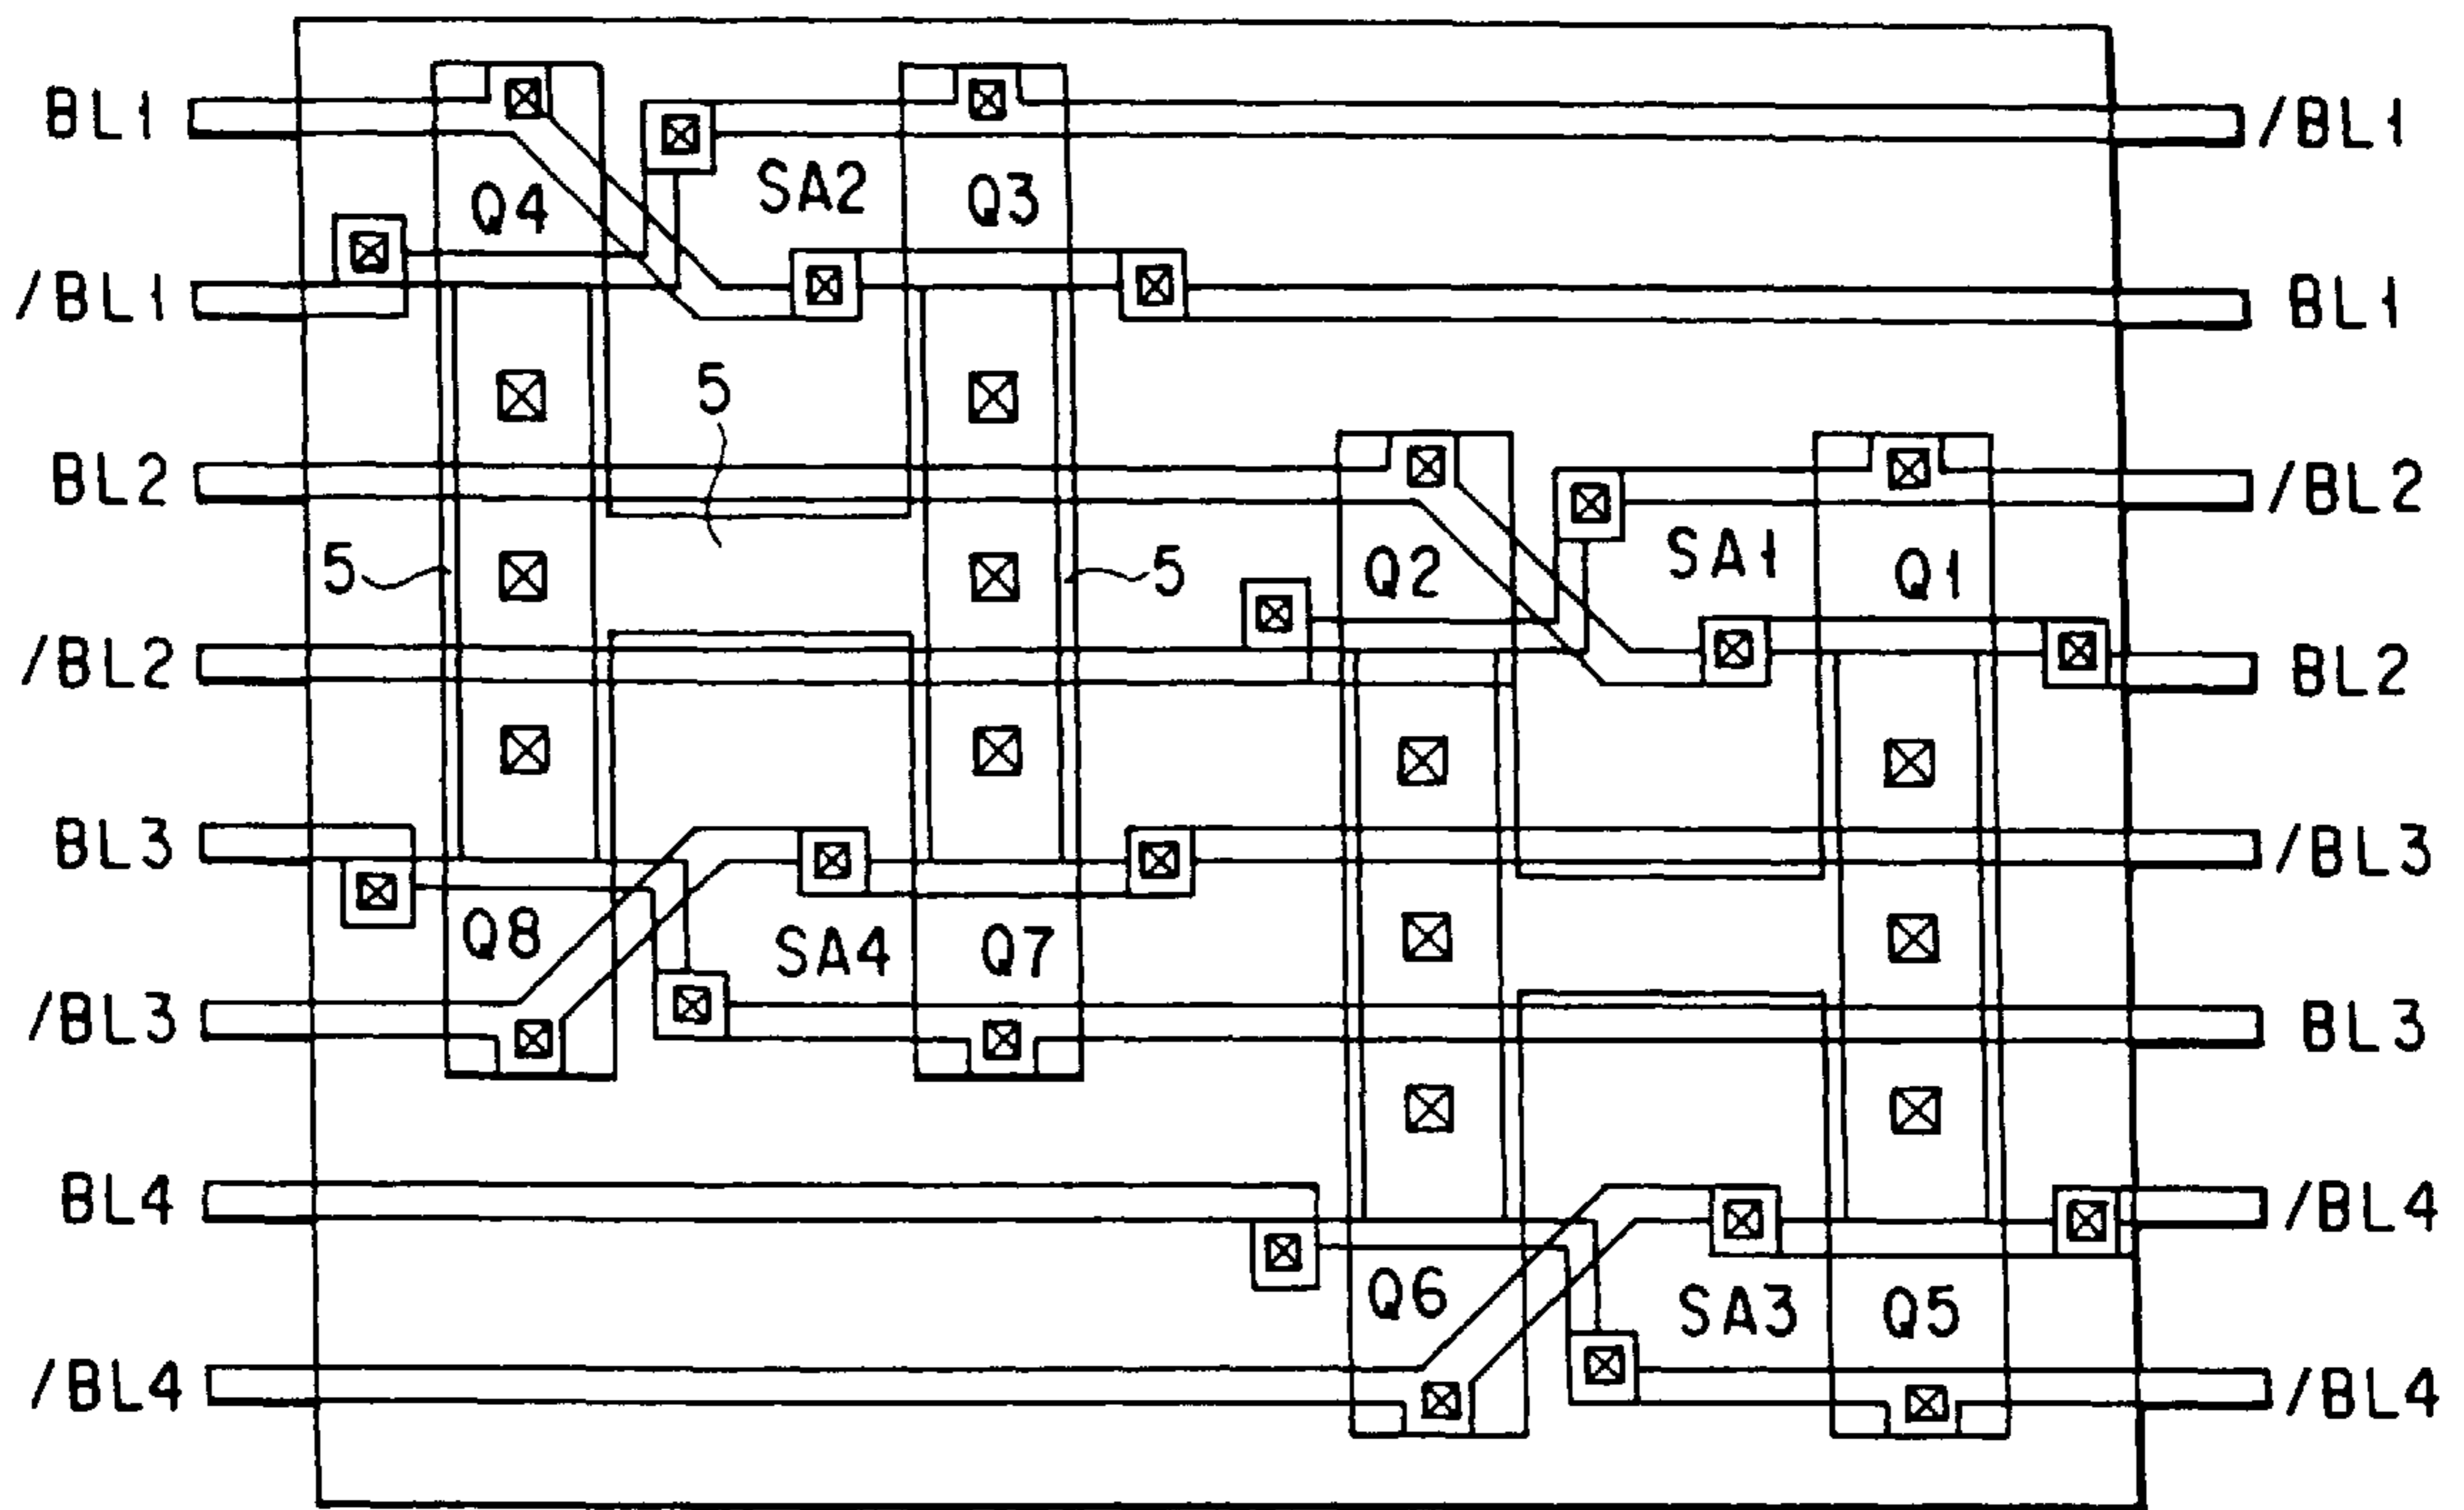 BL1 /BL1
SA2
Q4 Q3
/BL1 BL1
5
BL2 /BL2
5 5 Q2 SA1 Q1
/BL2 BL2
BL3 /BL3
Q8 SA4 Q7
/BL3 BL3
BL4 /BL4
Q6 SA3 Q5
/BL4 /BL4